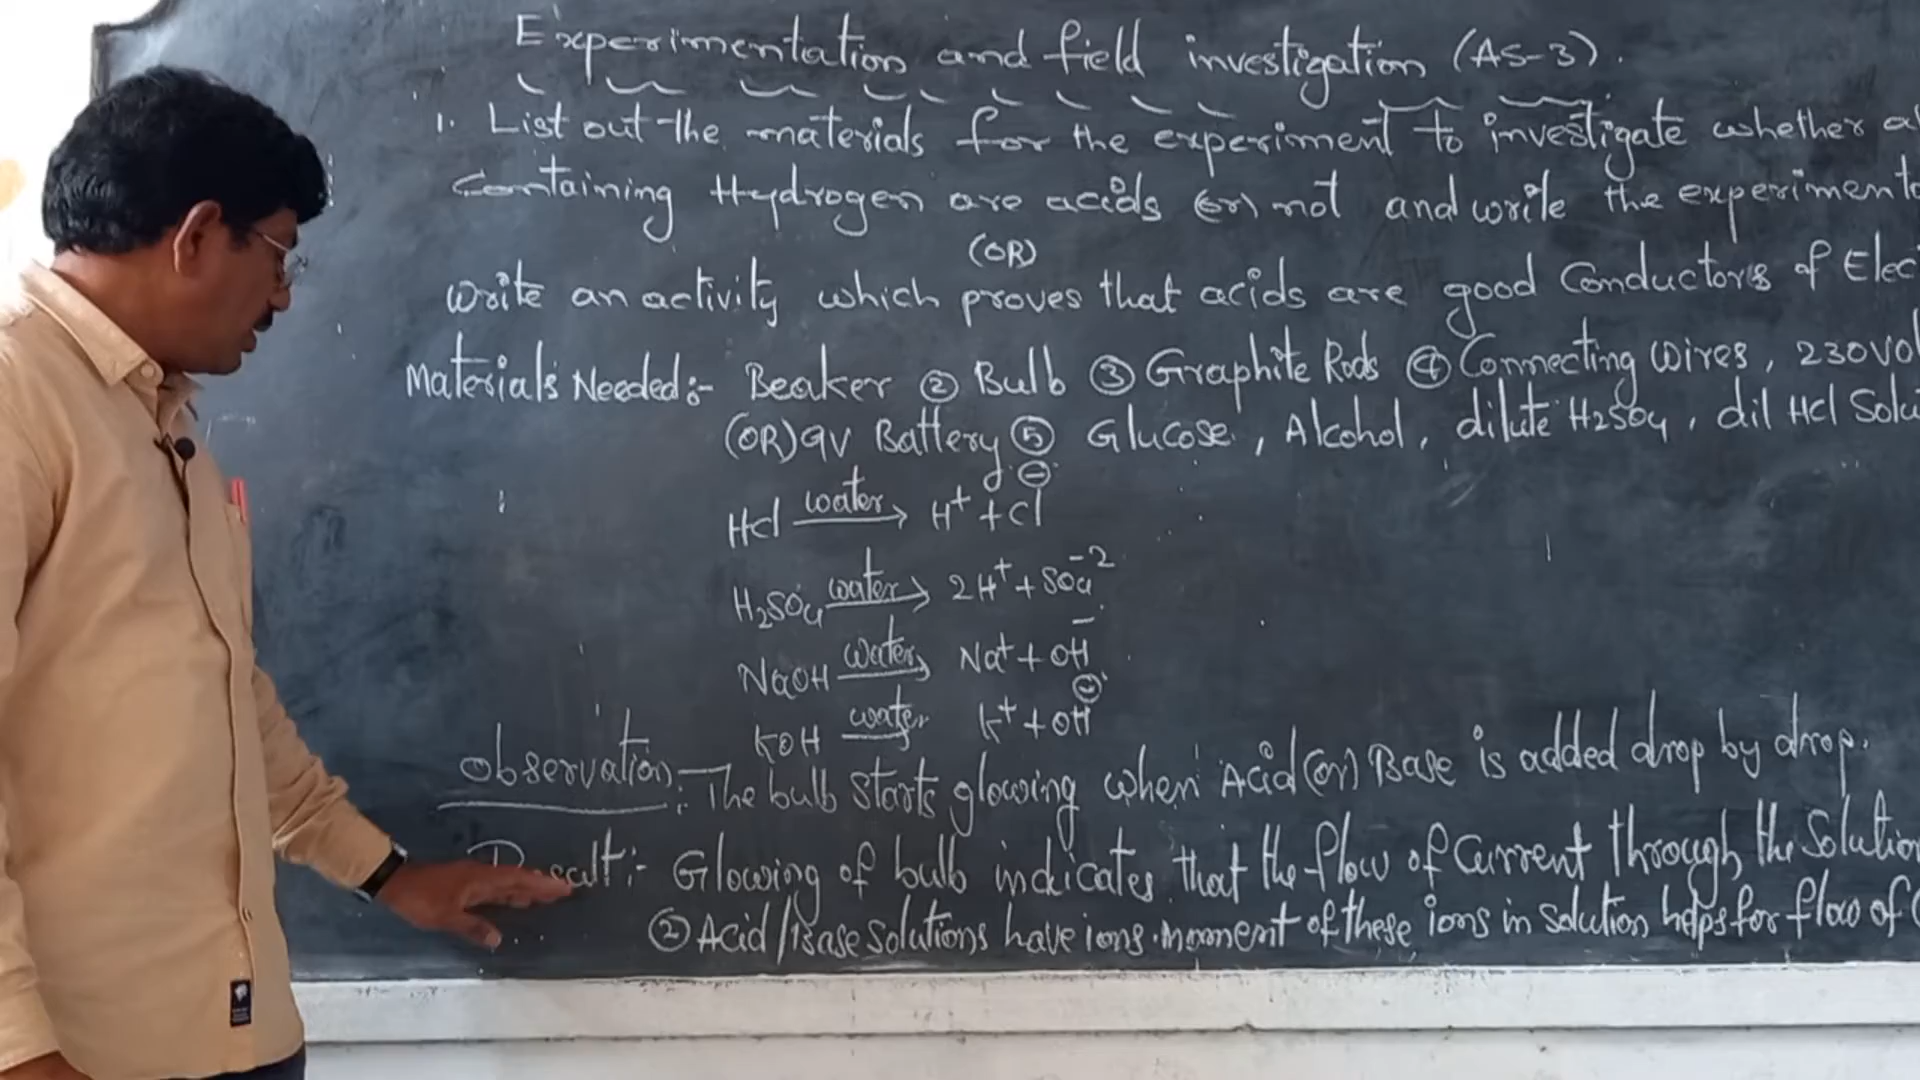 Experimentation and field investigation (AS-3).
1. List out the materials for the experiment to investigate whether
Containing Hydrogen are acids (or) not and write the
(OR)
Write an activity which proves that acids are good Conductors of
Materials Needed:- Beaker ② Bulb ③ Graphite Rods ④ Connecting Wires, 230
(OR) 9V Battery ⑤ Glucose, Alcohol, dilute H2SO4, dil Hcl
Hcl water → H+ + Cl⊖
H2SO4 water → 2H+ + SO4-2
NaOH water → Na+ + OH-
KOH water → K+ + OH⊖
Observation:- The bulb starts glowing when Acid (or) Base is added drop by drop.
Glowing of bulb indicates that the flow of Current through the Solution
② Acid/Base solutions have ions. of these ions in solution helps for flow of